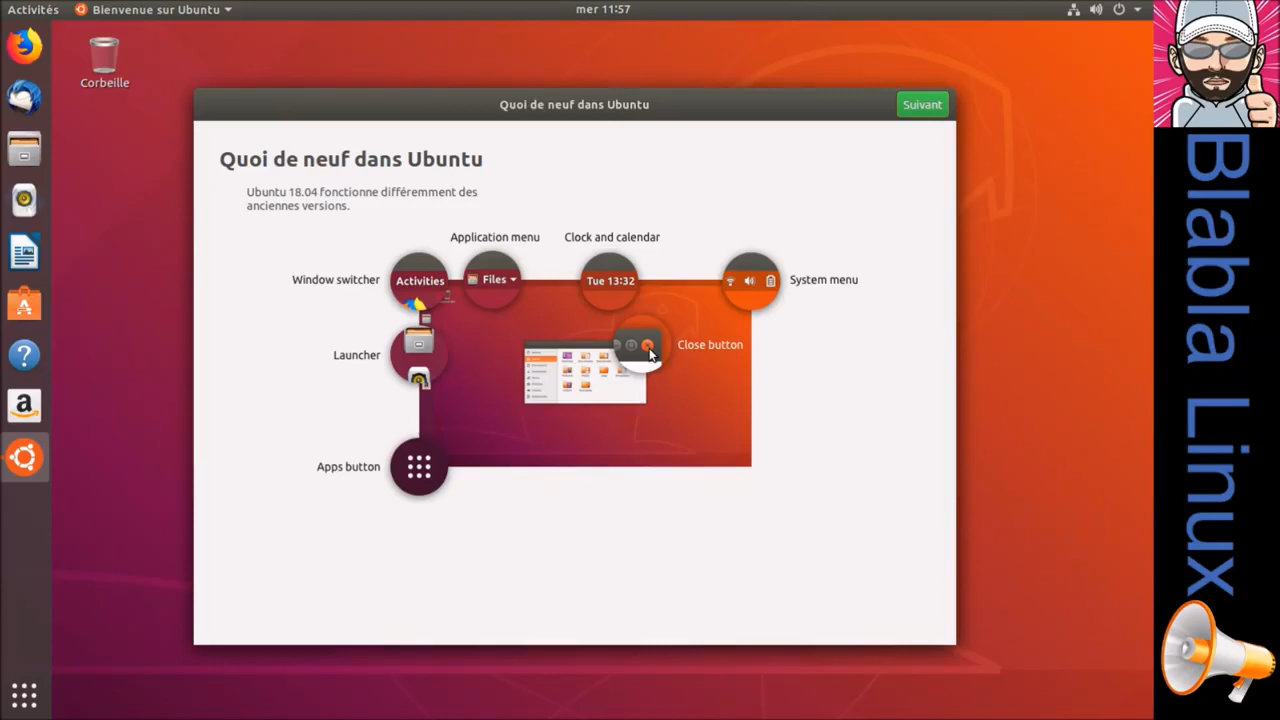 Activités
Bienvenue sur Ubuntu
mer 11:57
Corbeille
Quoi de neuf dans Ubuntu
Suivant
Quoi de neuf dans Ubuntu
Ubuntu 18.04 fonctionne différemment des
anciennes versions.
Application menu
Clock and calendar
Window switcher
Activities
Files
Tue 13:32
System menu
Launcher
Close button
Apps button
Blabla Linux